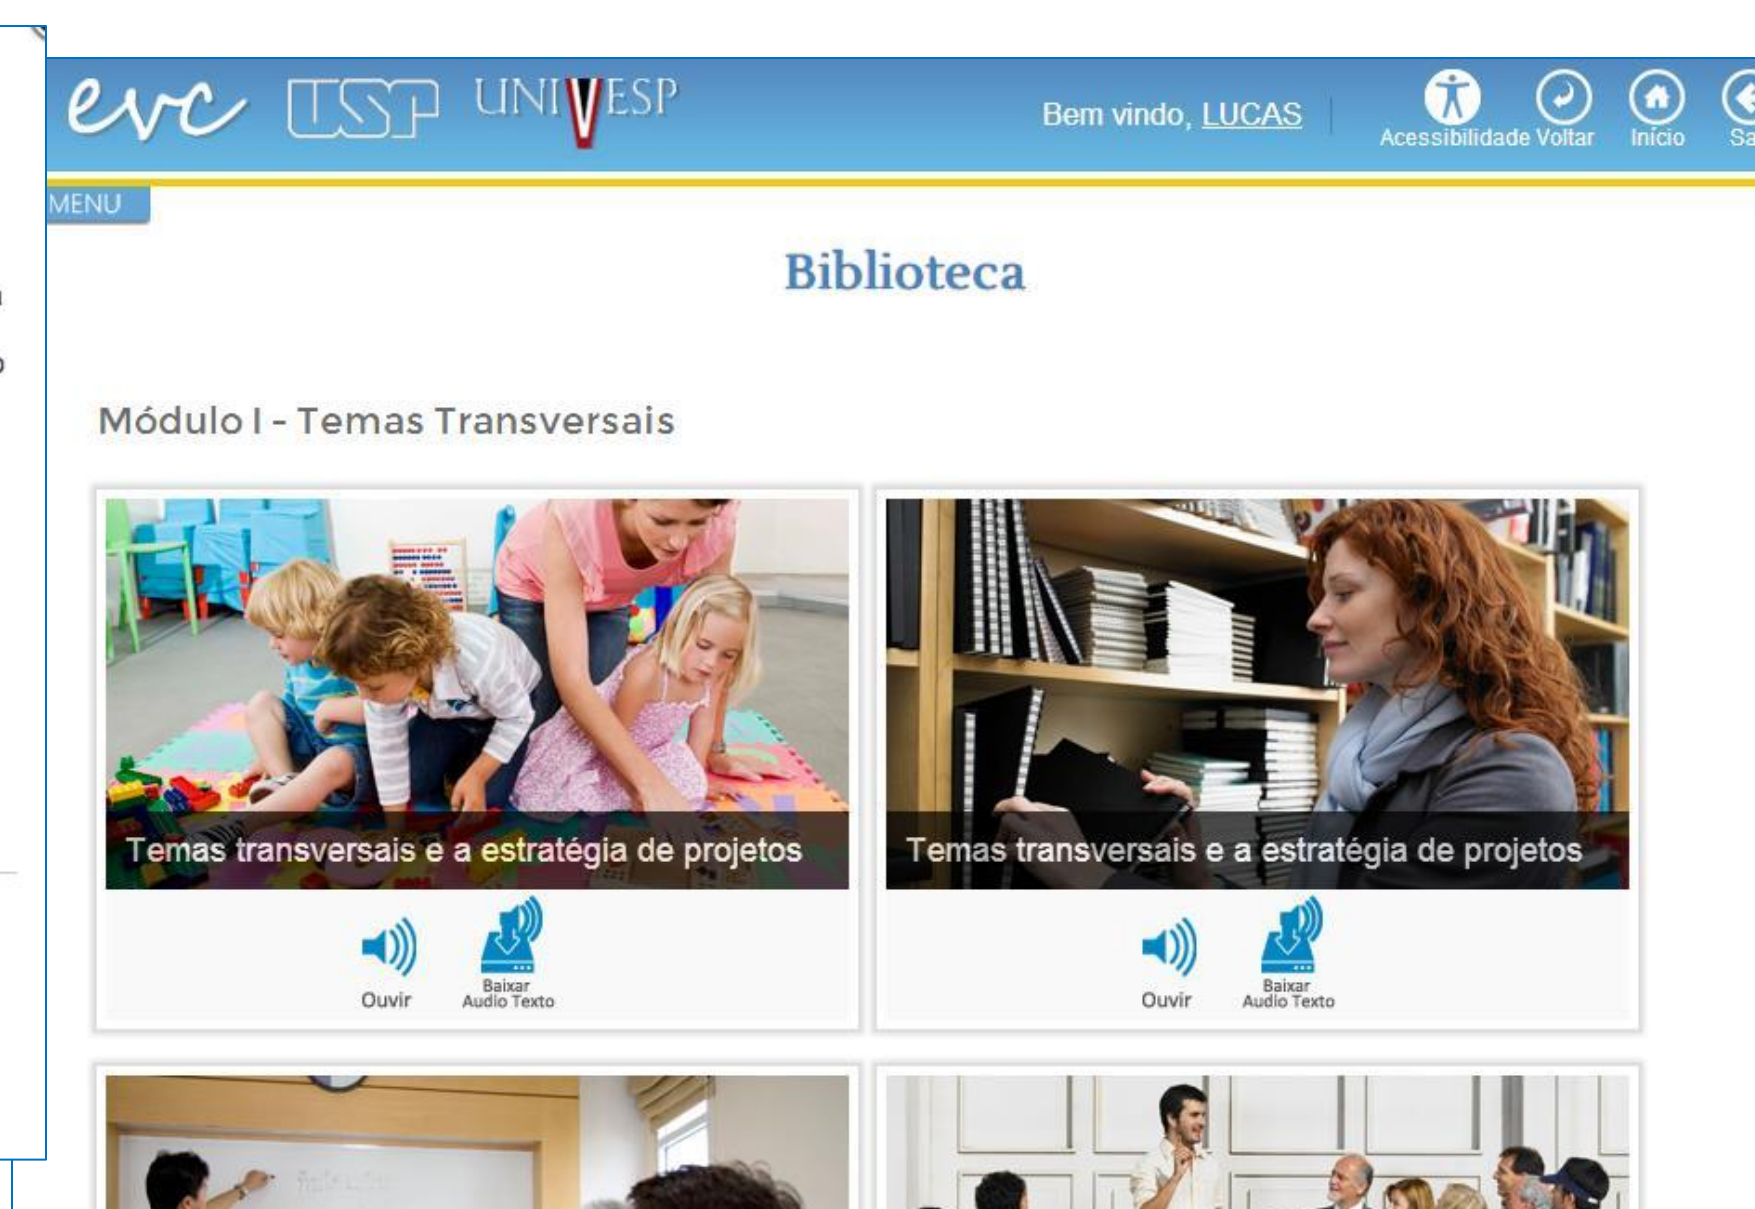 evc USP UNIVESP
Bem vindo, LUCAS
Acessibilidade Voltar Início
MENU
Biblioteca
Módulo I - Temas Transversais
Temas transversais e a estratégia de projetos
Temas transversais e a estratégia de projetos
Ouvir
Baixar
Audio Texto
Ouvir
Baixar
Audio Texto